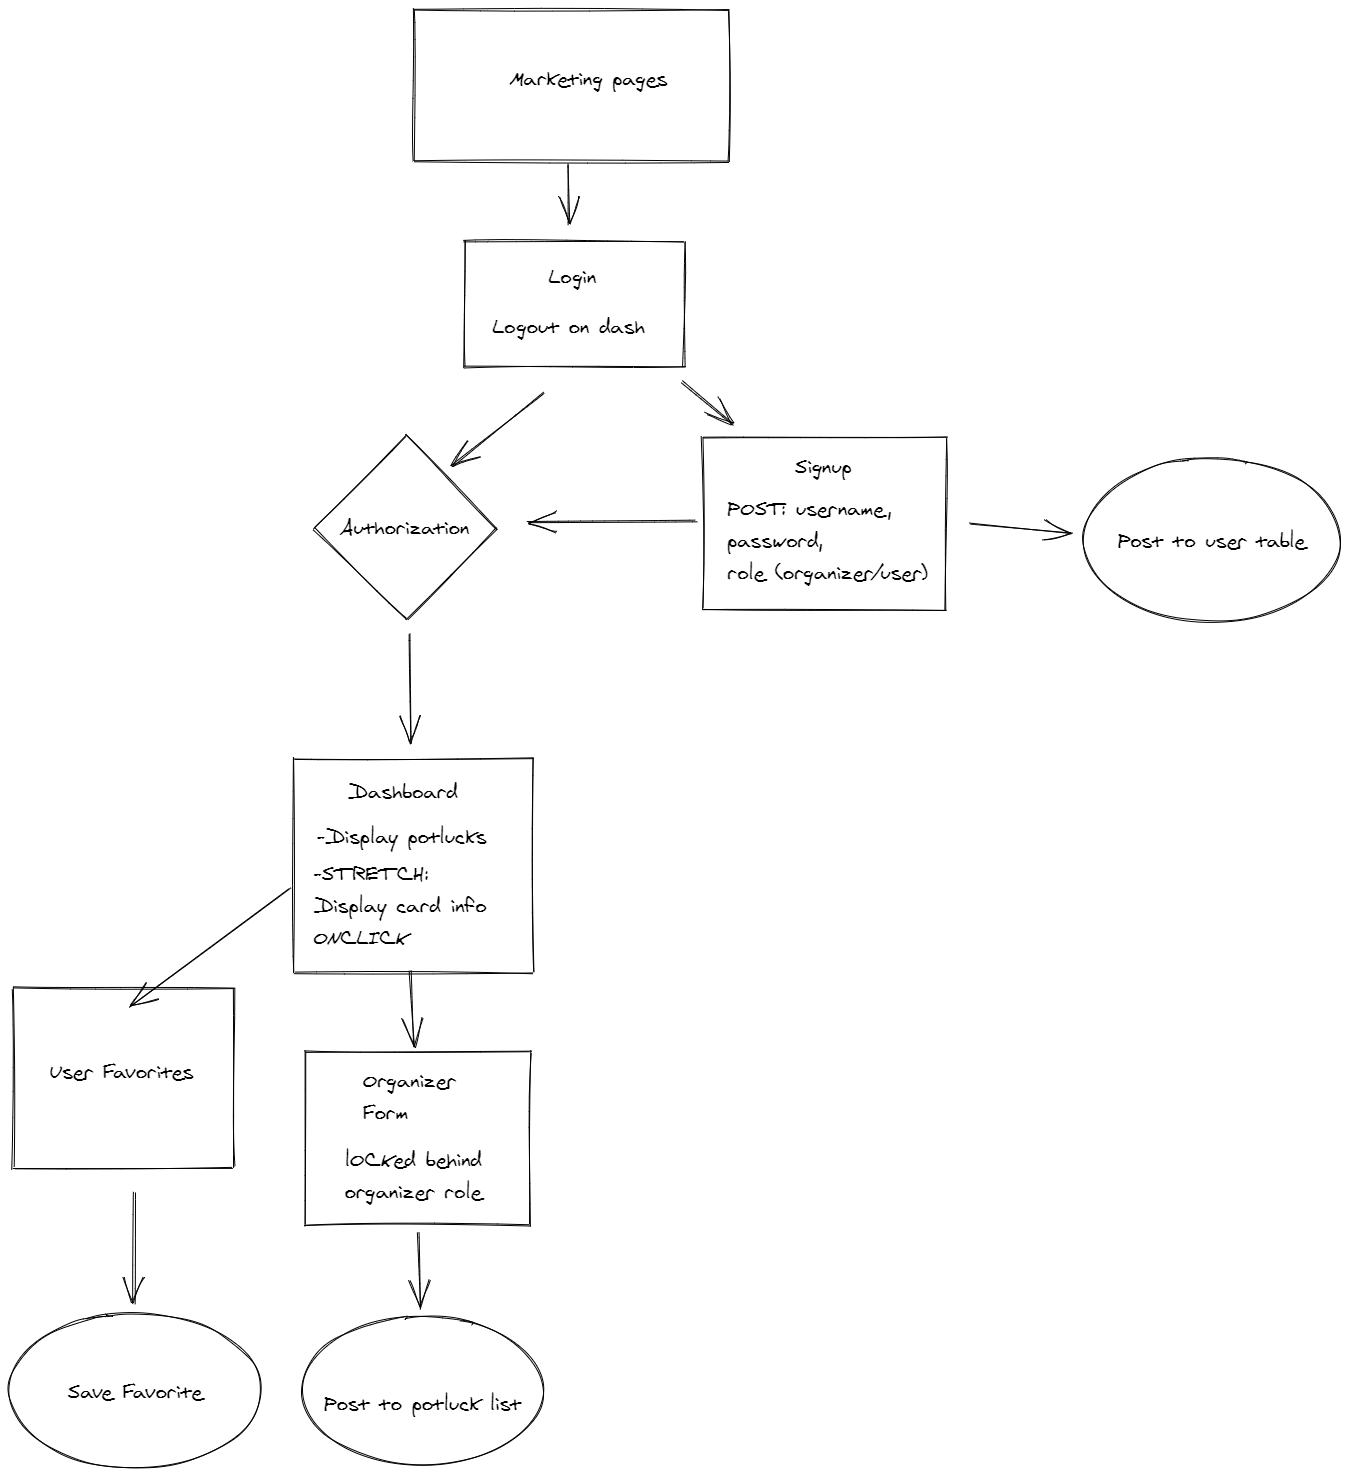 Marketing pages
Login
Logout on dash
Authorization
Signup
POST: username,
password,
role (organizer/user)
Post to user table
Dashboard
-Display potlucks
-STRETCH:
Display card info
ONCLICK
User Favorites
Organizer
Form
locked behind
organizer role
Save Favorite
Post to potluck list